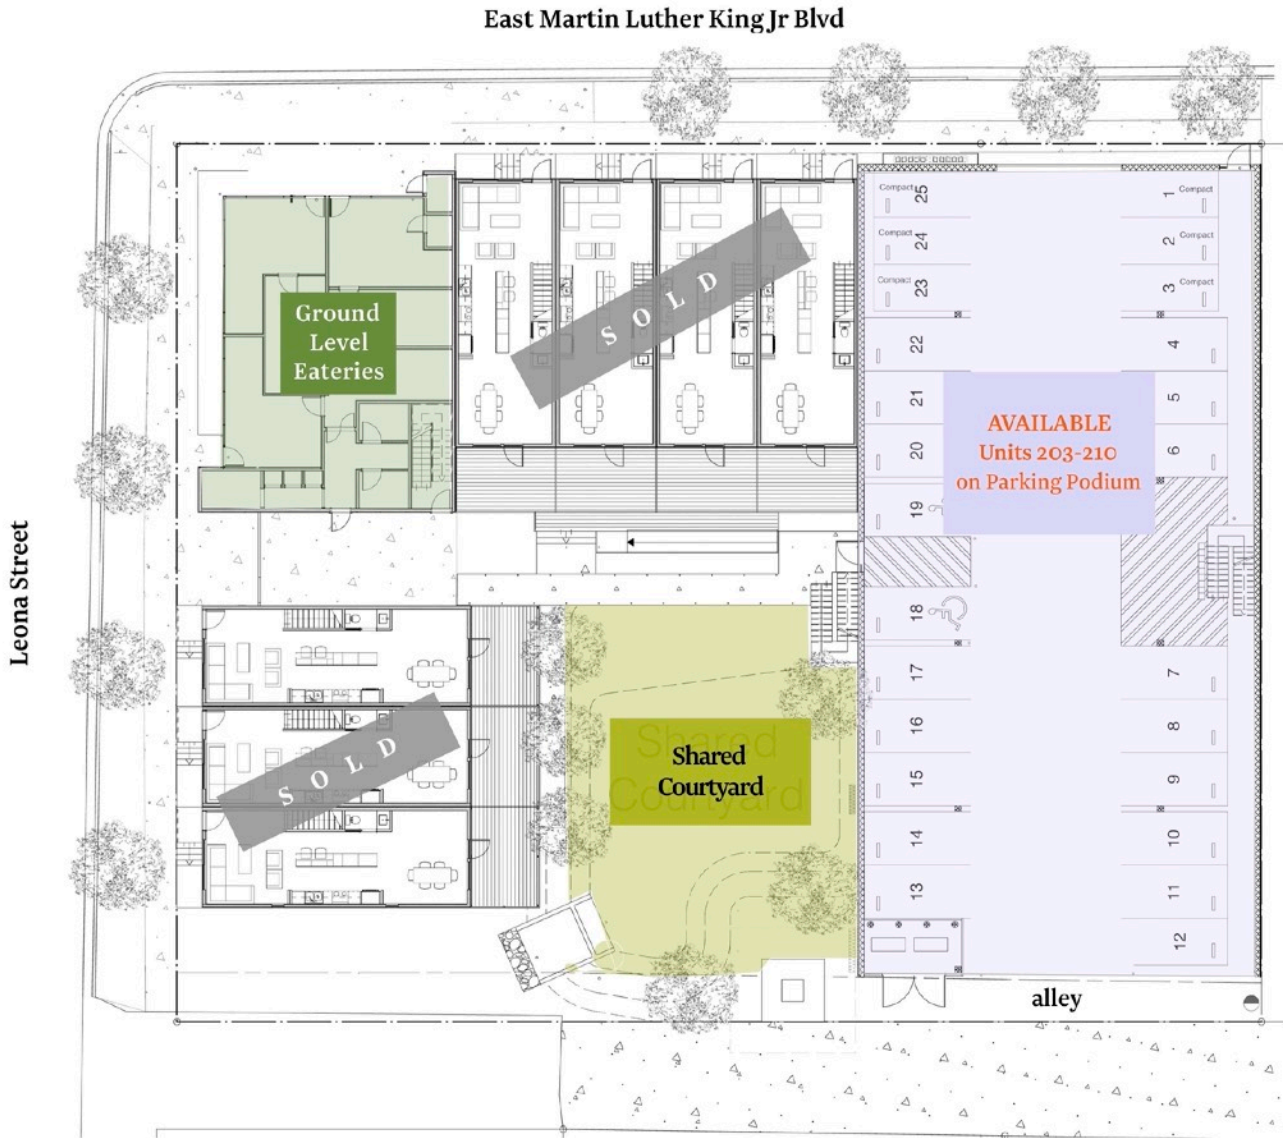 East Martin Luther King Jr Blvd
Leona Street
Ground
Level
Eateries
SOLD
SOLD
AVAILABLE
Units 203-210
on Parking Podium
Shared
Courtyard
Shared
Courtyard
alley
Compact 25
Compact 24
Compact 23
22
21
20
19
18
17
16
15
14
13
1 Compact
2 Compact
3 Compact
4
5
6
7
8
9
10
11
12